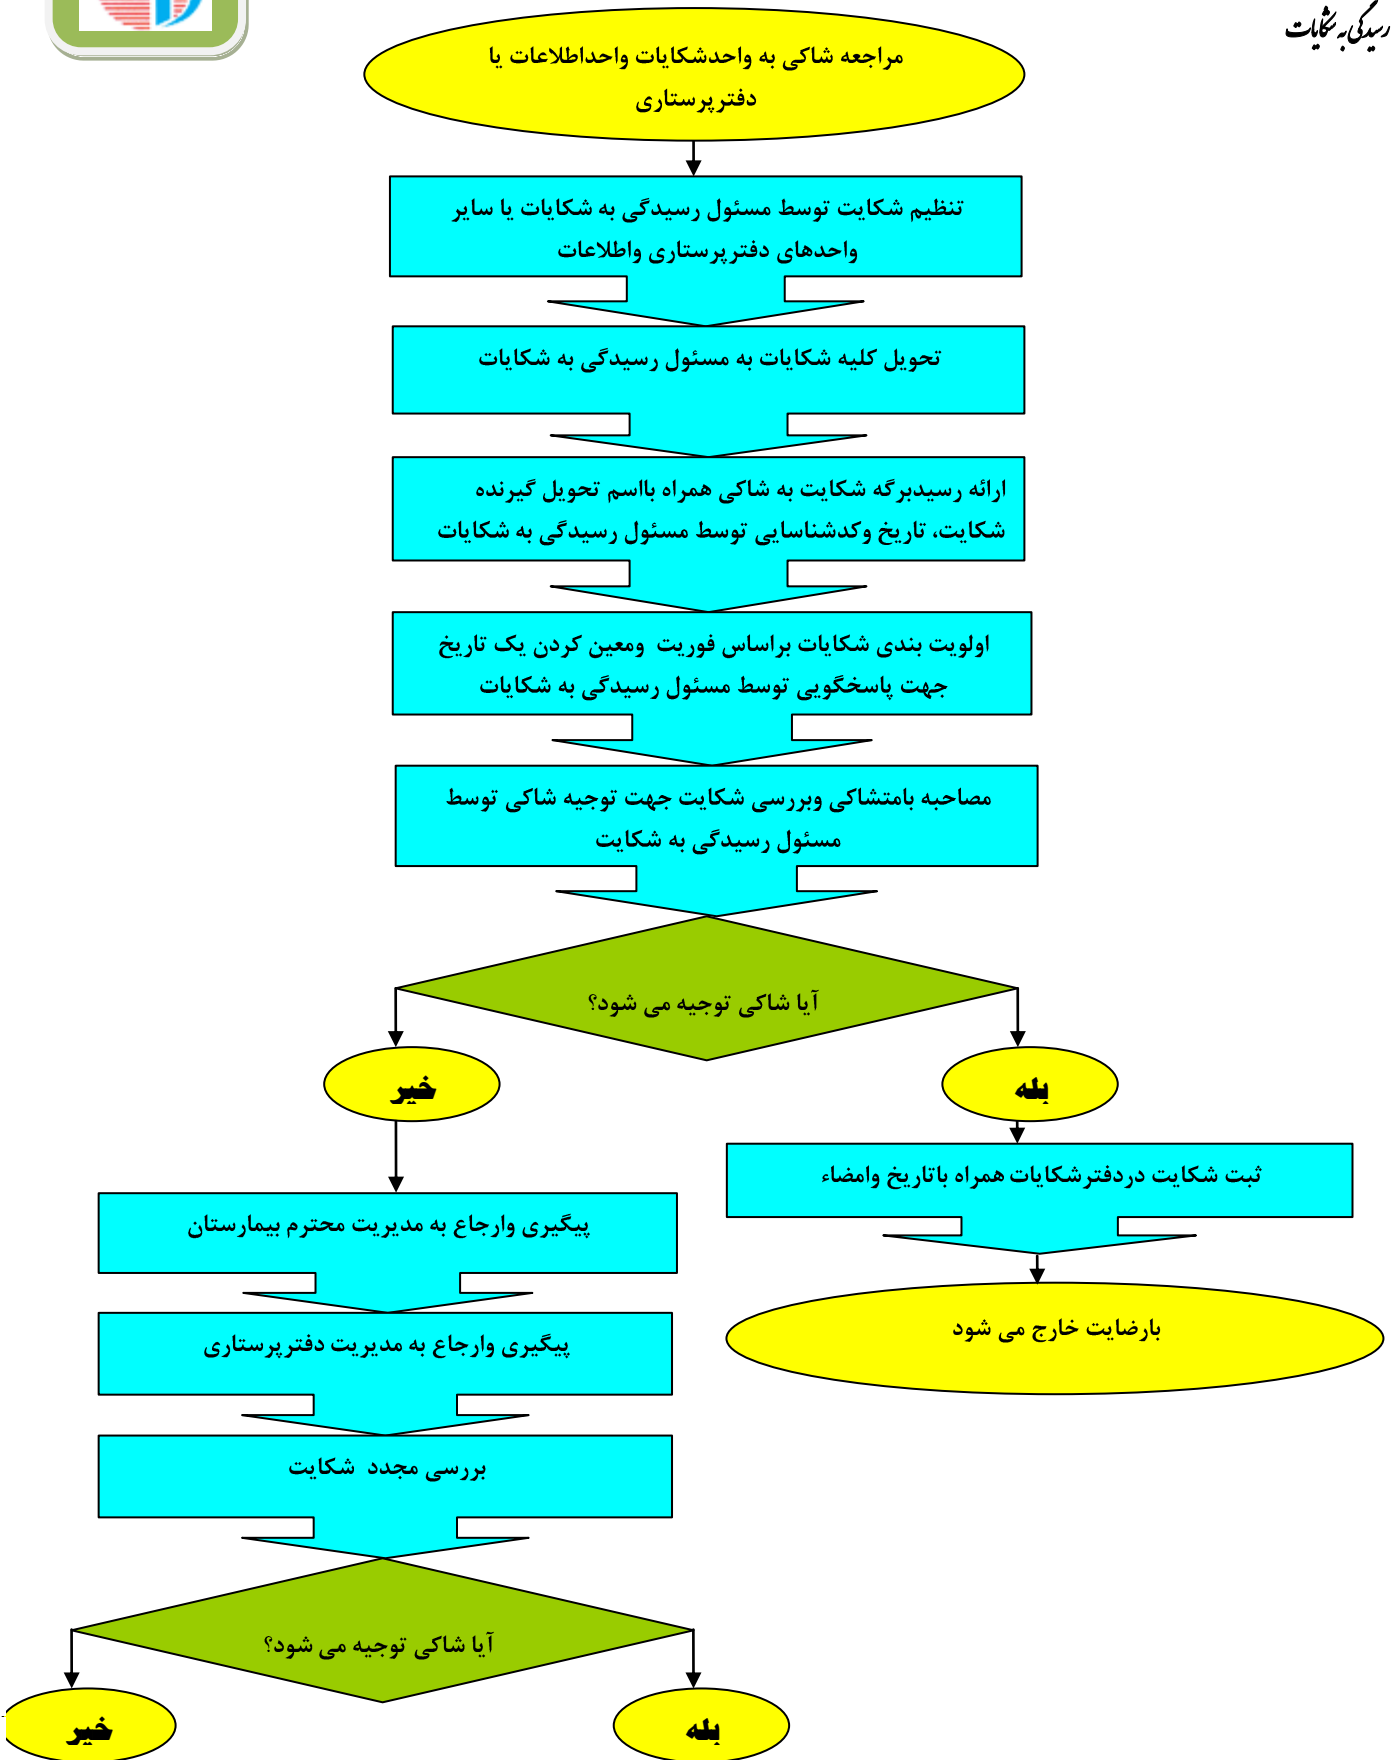 رسیدگی به شکایات
مراجعه شاکی به واحدشکایات واحداطلاعات یا
دفترپرستاری
تنظیم شکایت توسط مسئول رسیدگی به شکایات یا سایر
واحدهای دفترپرستاری واطلاعات
تحویل کلیه شکایات به مسئول رسیدگی به شکایات
ارائه رسیدبرگه شکایت به شاکی همراه بااسم تحویل گیرنده
شکایت، تاریخ وکدشناسایی توسط مسئول رسیدگی به شکایات
اولویت بندی شکایات براساس فوریت ومعین کردن یک تاریخ
جهت پاسخگویی توسط مسئول رسیدگی به شکایات
مصاحبه بامتشاکی وبررسی شکایت جهت توجیه شاکی توسط
مسئول رسیدگی به شکایت
آیا شاکی توجیه می شود؟
بله
خیر
ثبت شکایت دردفترشکایات همراه باتاریخ وامضاء
پیگیری وارجاع به مدیریت محترم بیمارستان
بارضایت خارج می شود
پیگیری وارجاع به مدیریت دفترپرستاری
بررسی مجدد شکایت
آیا شاکی توجیه می شود؟
بله
خیر